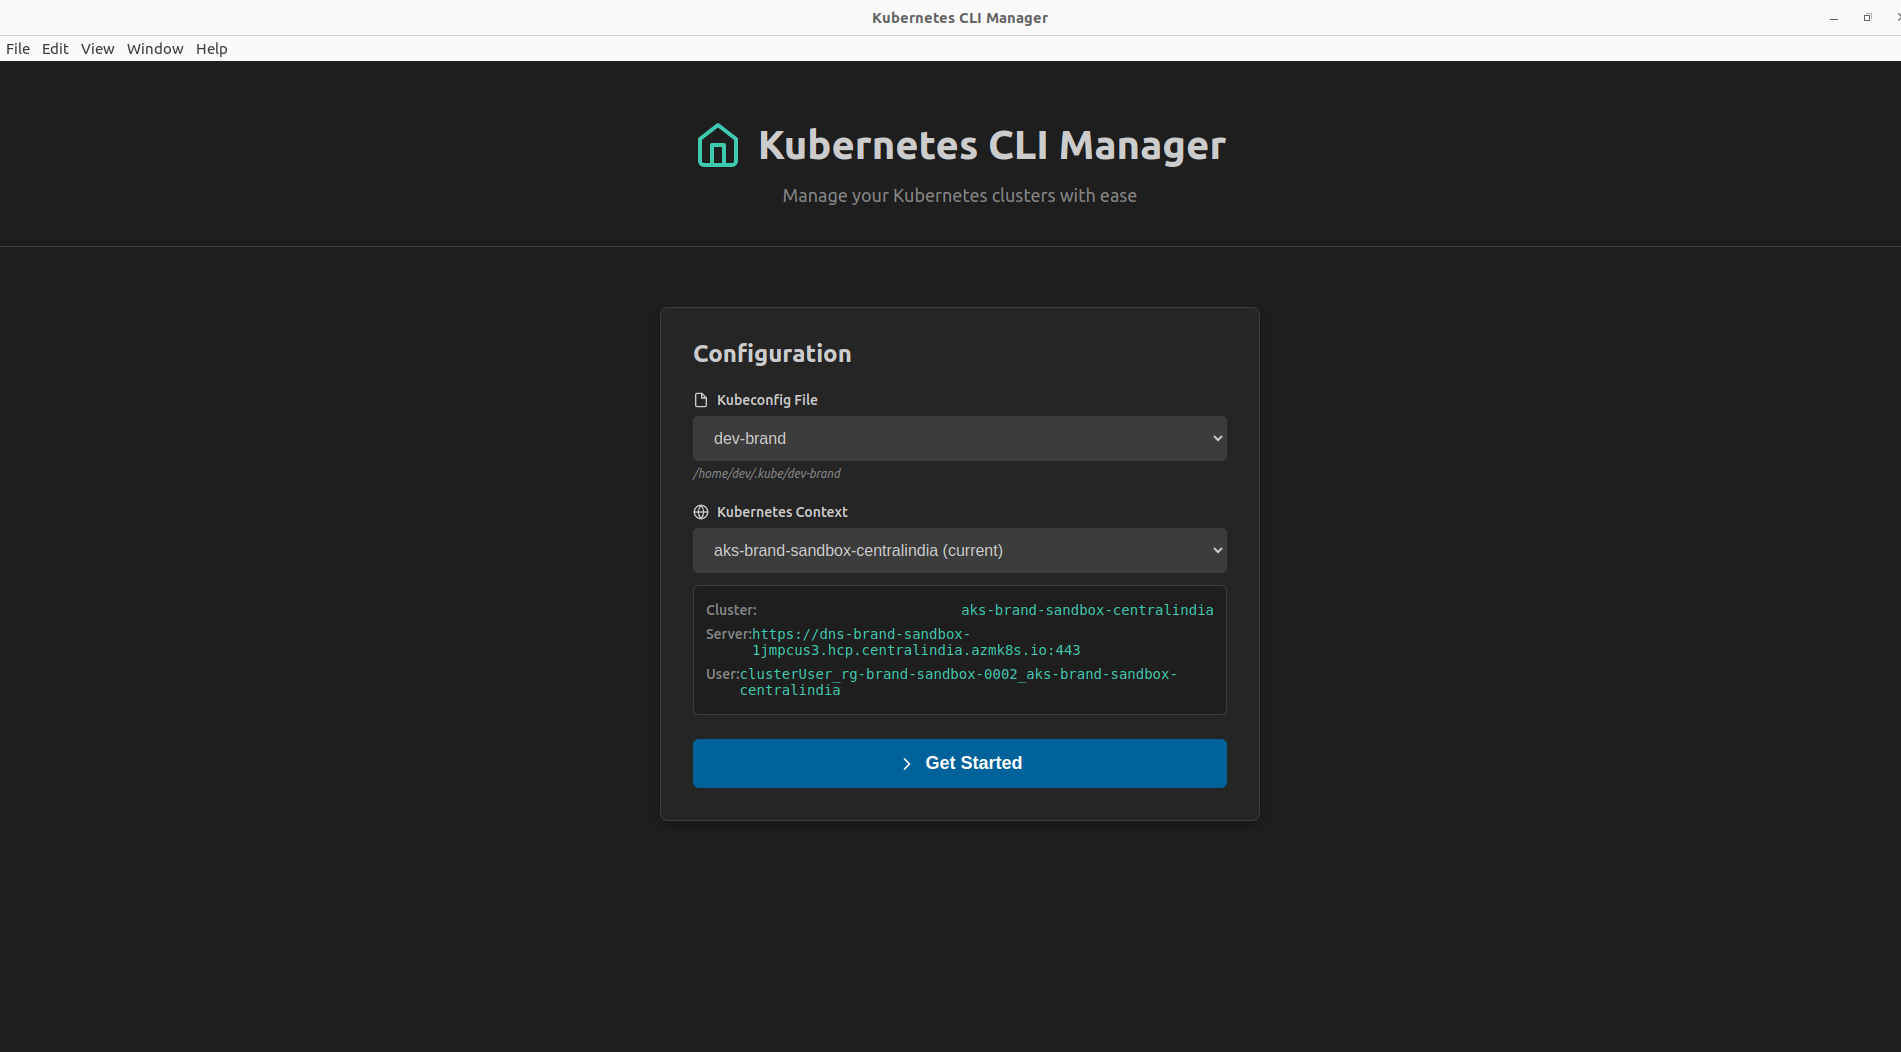 Kubernetes CLI Manager
File Edit View Window Help
Kubernetes CLI Manager
Manage your Kubernetes clusters with ease
Configuration
Kubeconfig File
dev-brand
/home/dev/.kube/dev-brand
Kubernetes Context
aks-brand-sandbox-centralindia (current)
Cluster: aks-brand-sandbox-centralindia
Server:https://dns-brand-sandbox-
1jmpcus3.hcp.centralindia.azmk8s.io:443
User:clusterUser_rg-brand-sandbox-0002_aks-brand-sandbox-
centralindia
Get Started